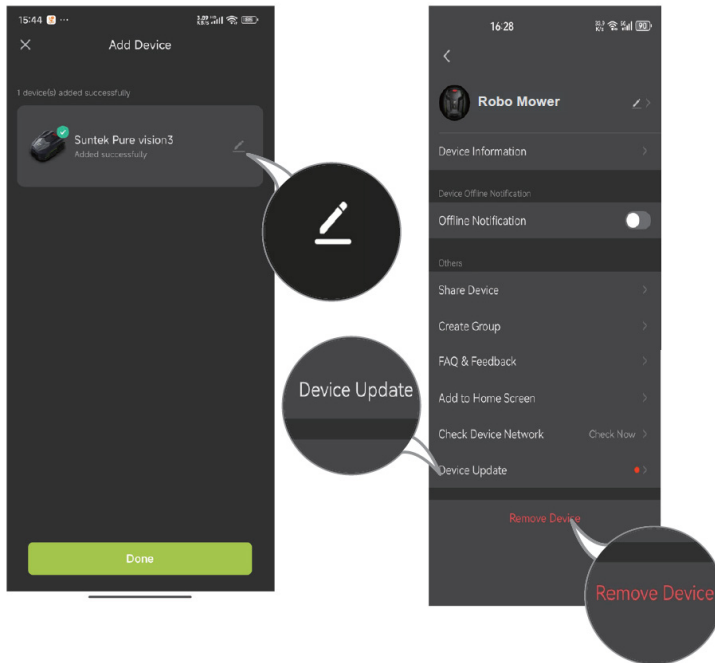 15:44
Add Device
1 device(s) added successfully
Suntek Pure vision3
Added successfully
Done
16:28
90
Robo Mower
Device Information
Device Offline Notification
Offline Notification
Others
Share Device
Create Group
FAQ & Feedback
Add to Home Screen
Check Device Network Check Now
Device Update
Device Update
Remove Device
Remove Device